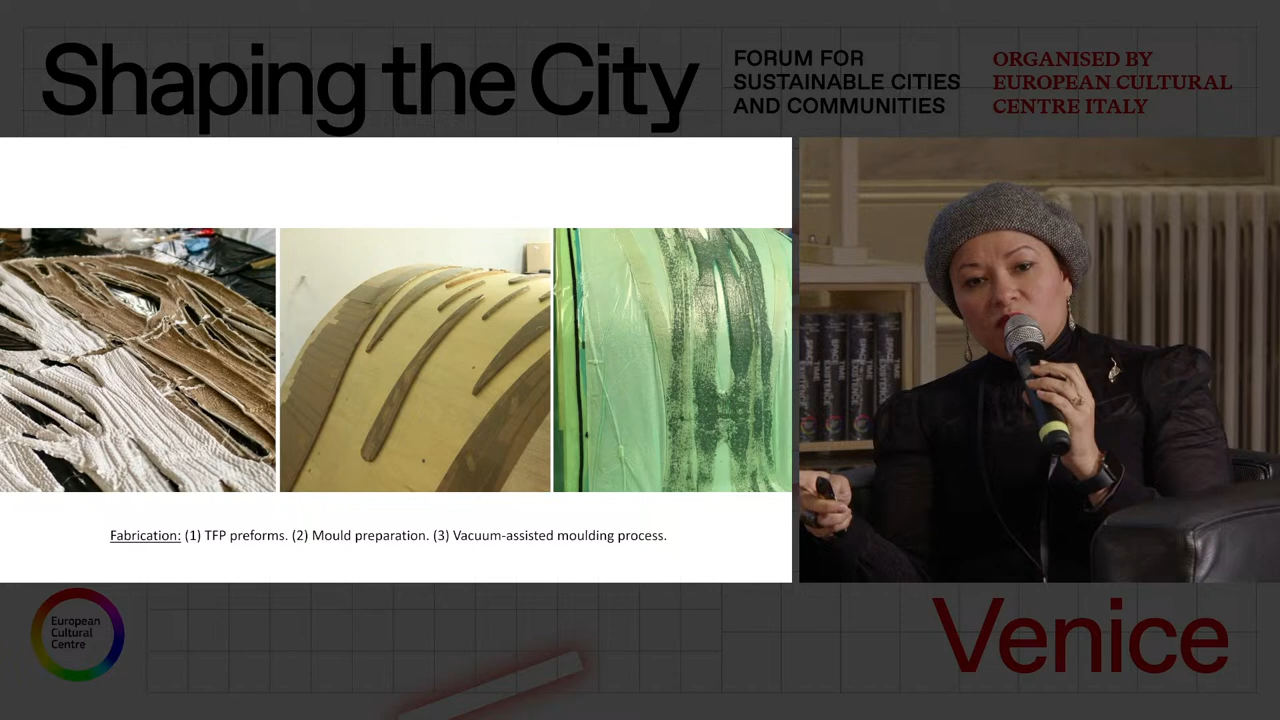 Shaping the City
FORUM FOR
SUSTAINABLE CITIES
AND COMMUNITIES
ORGANISED BY
EUROPEAN CULTURAL
CENTRE ITALY
Fabrication: (1) TFP preforms. (2) Mould preparation. (3) Vacuum-assisted moulding process.
European
Cultural
Centre
Venice